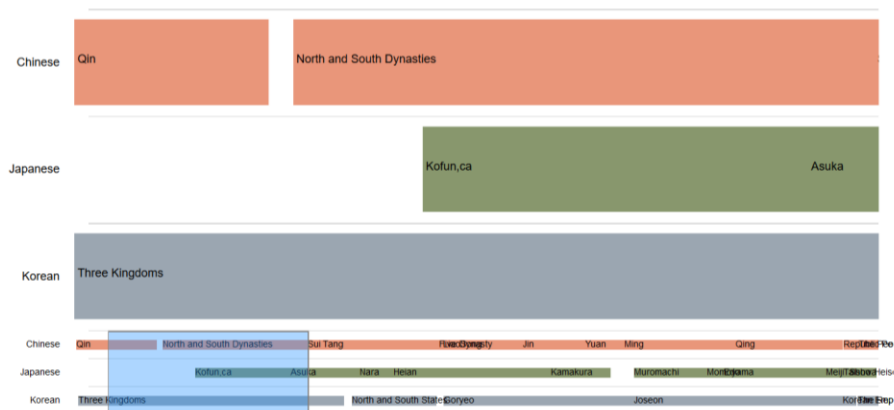 Chinese Qin North and South Dynasties
Japanese Kofun,ca Asuka
Korean Three Kingdoms
Chinese Qin North and South Dynasties Sui Tang Jin Yuan Ming Qing
Japanese Kofun,ca Asuka Nara Heian Kamakura Muromachi Meiji
Korean Three Kingdoms North and South States Goryeo Joseon